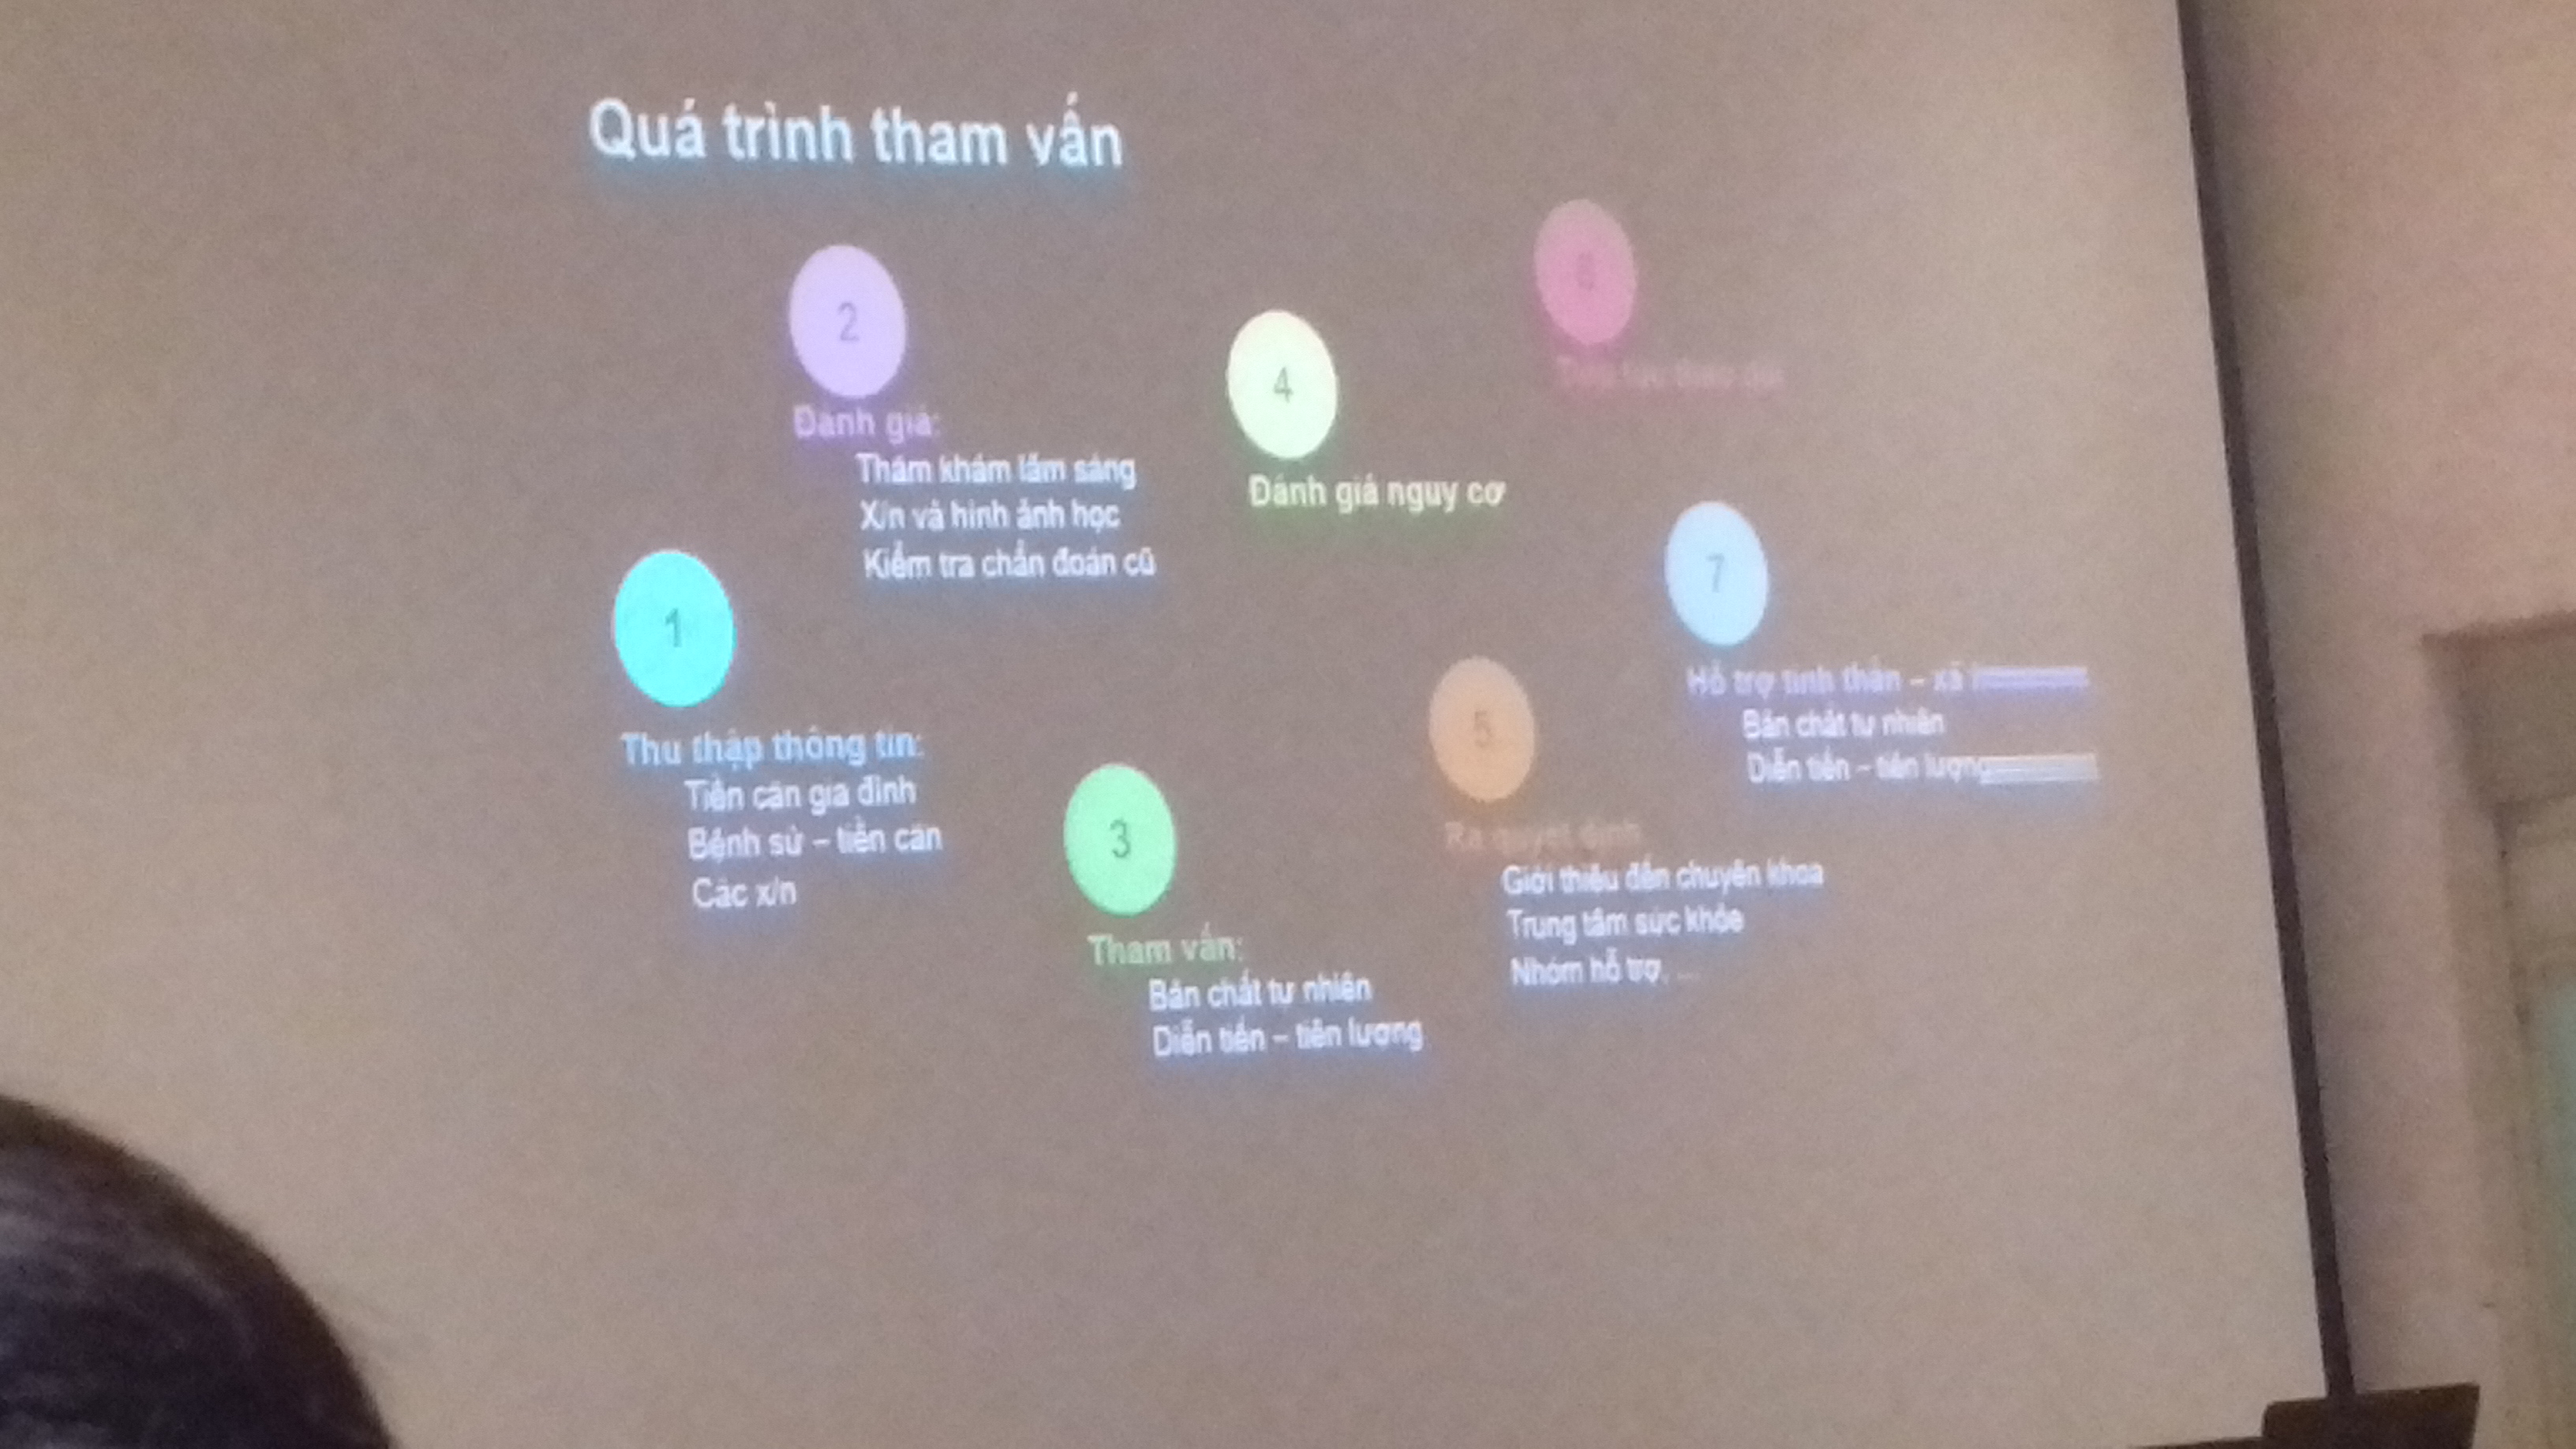 Quá trình tham vấn
1
Thu thập thông tin:
Tiền căn gia đình
Bệnh sử – tiền căn
Các x/n
2
Đánh giá:
Thăm khám lâm sàng
X/n và hình ảnh học
Kiểm tra chẩn đoán cũ
3
Tham vấn:
Bản chất tự nhiên
Diễn tiến – tiên lượng
4
Đánh giá nguy cơ
5
Ra quyết định
Giới thiệu đến chuyên khoa
Trung tâm sức khỏe
Nhóm hỗ trợ, ...
6
7
Hỗ trợ tinh thần – xã
Bản chất tự nhiên
Diễn tiến – tiên lượng